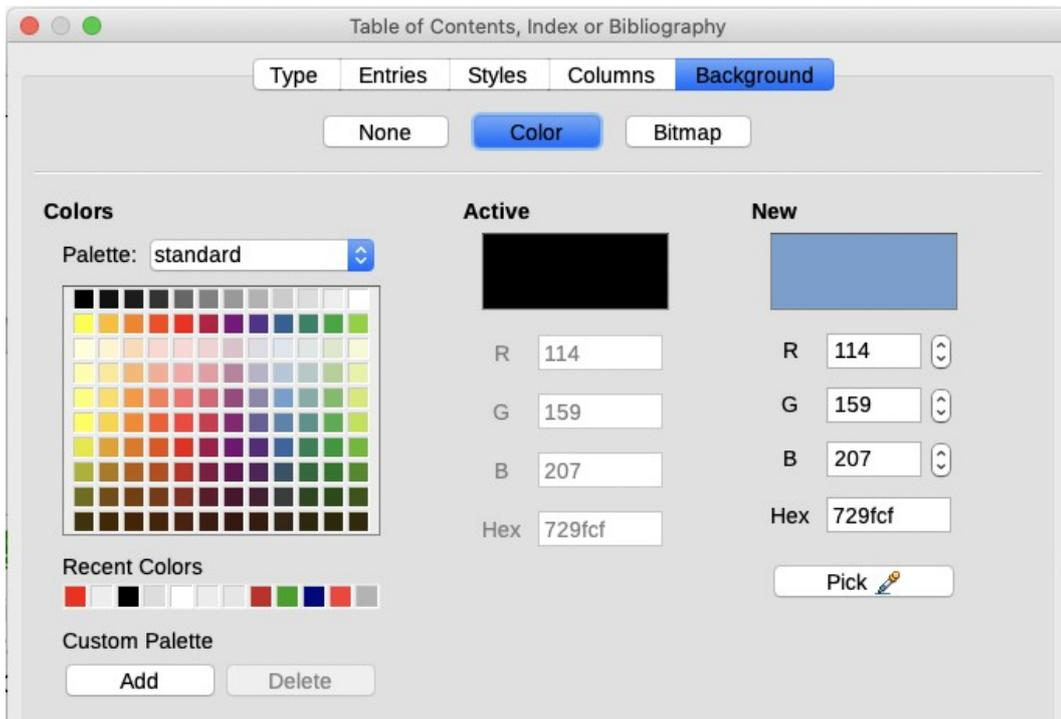 Table of Contents, Index or Bibliography
Type Entries Styles Columns Background
None Color Bitmap
Colors Active New
Palette: standard
R 114 R 114
G 159 G 159
B 207 B 207
Hex 729fcf Hex 729fcf
Recent Colors
Pick
Custom Palette
Add Delete